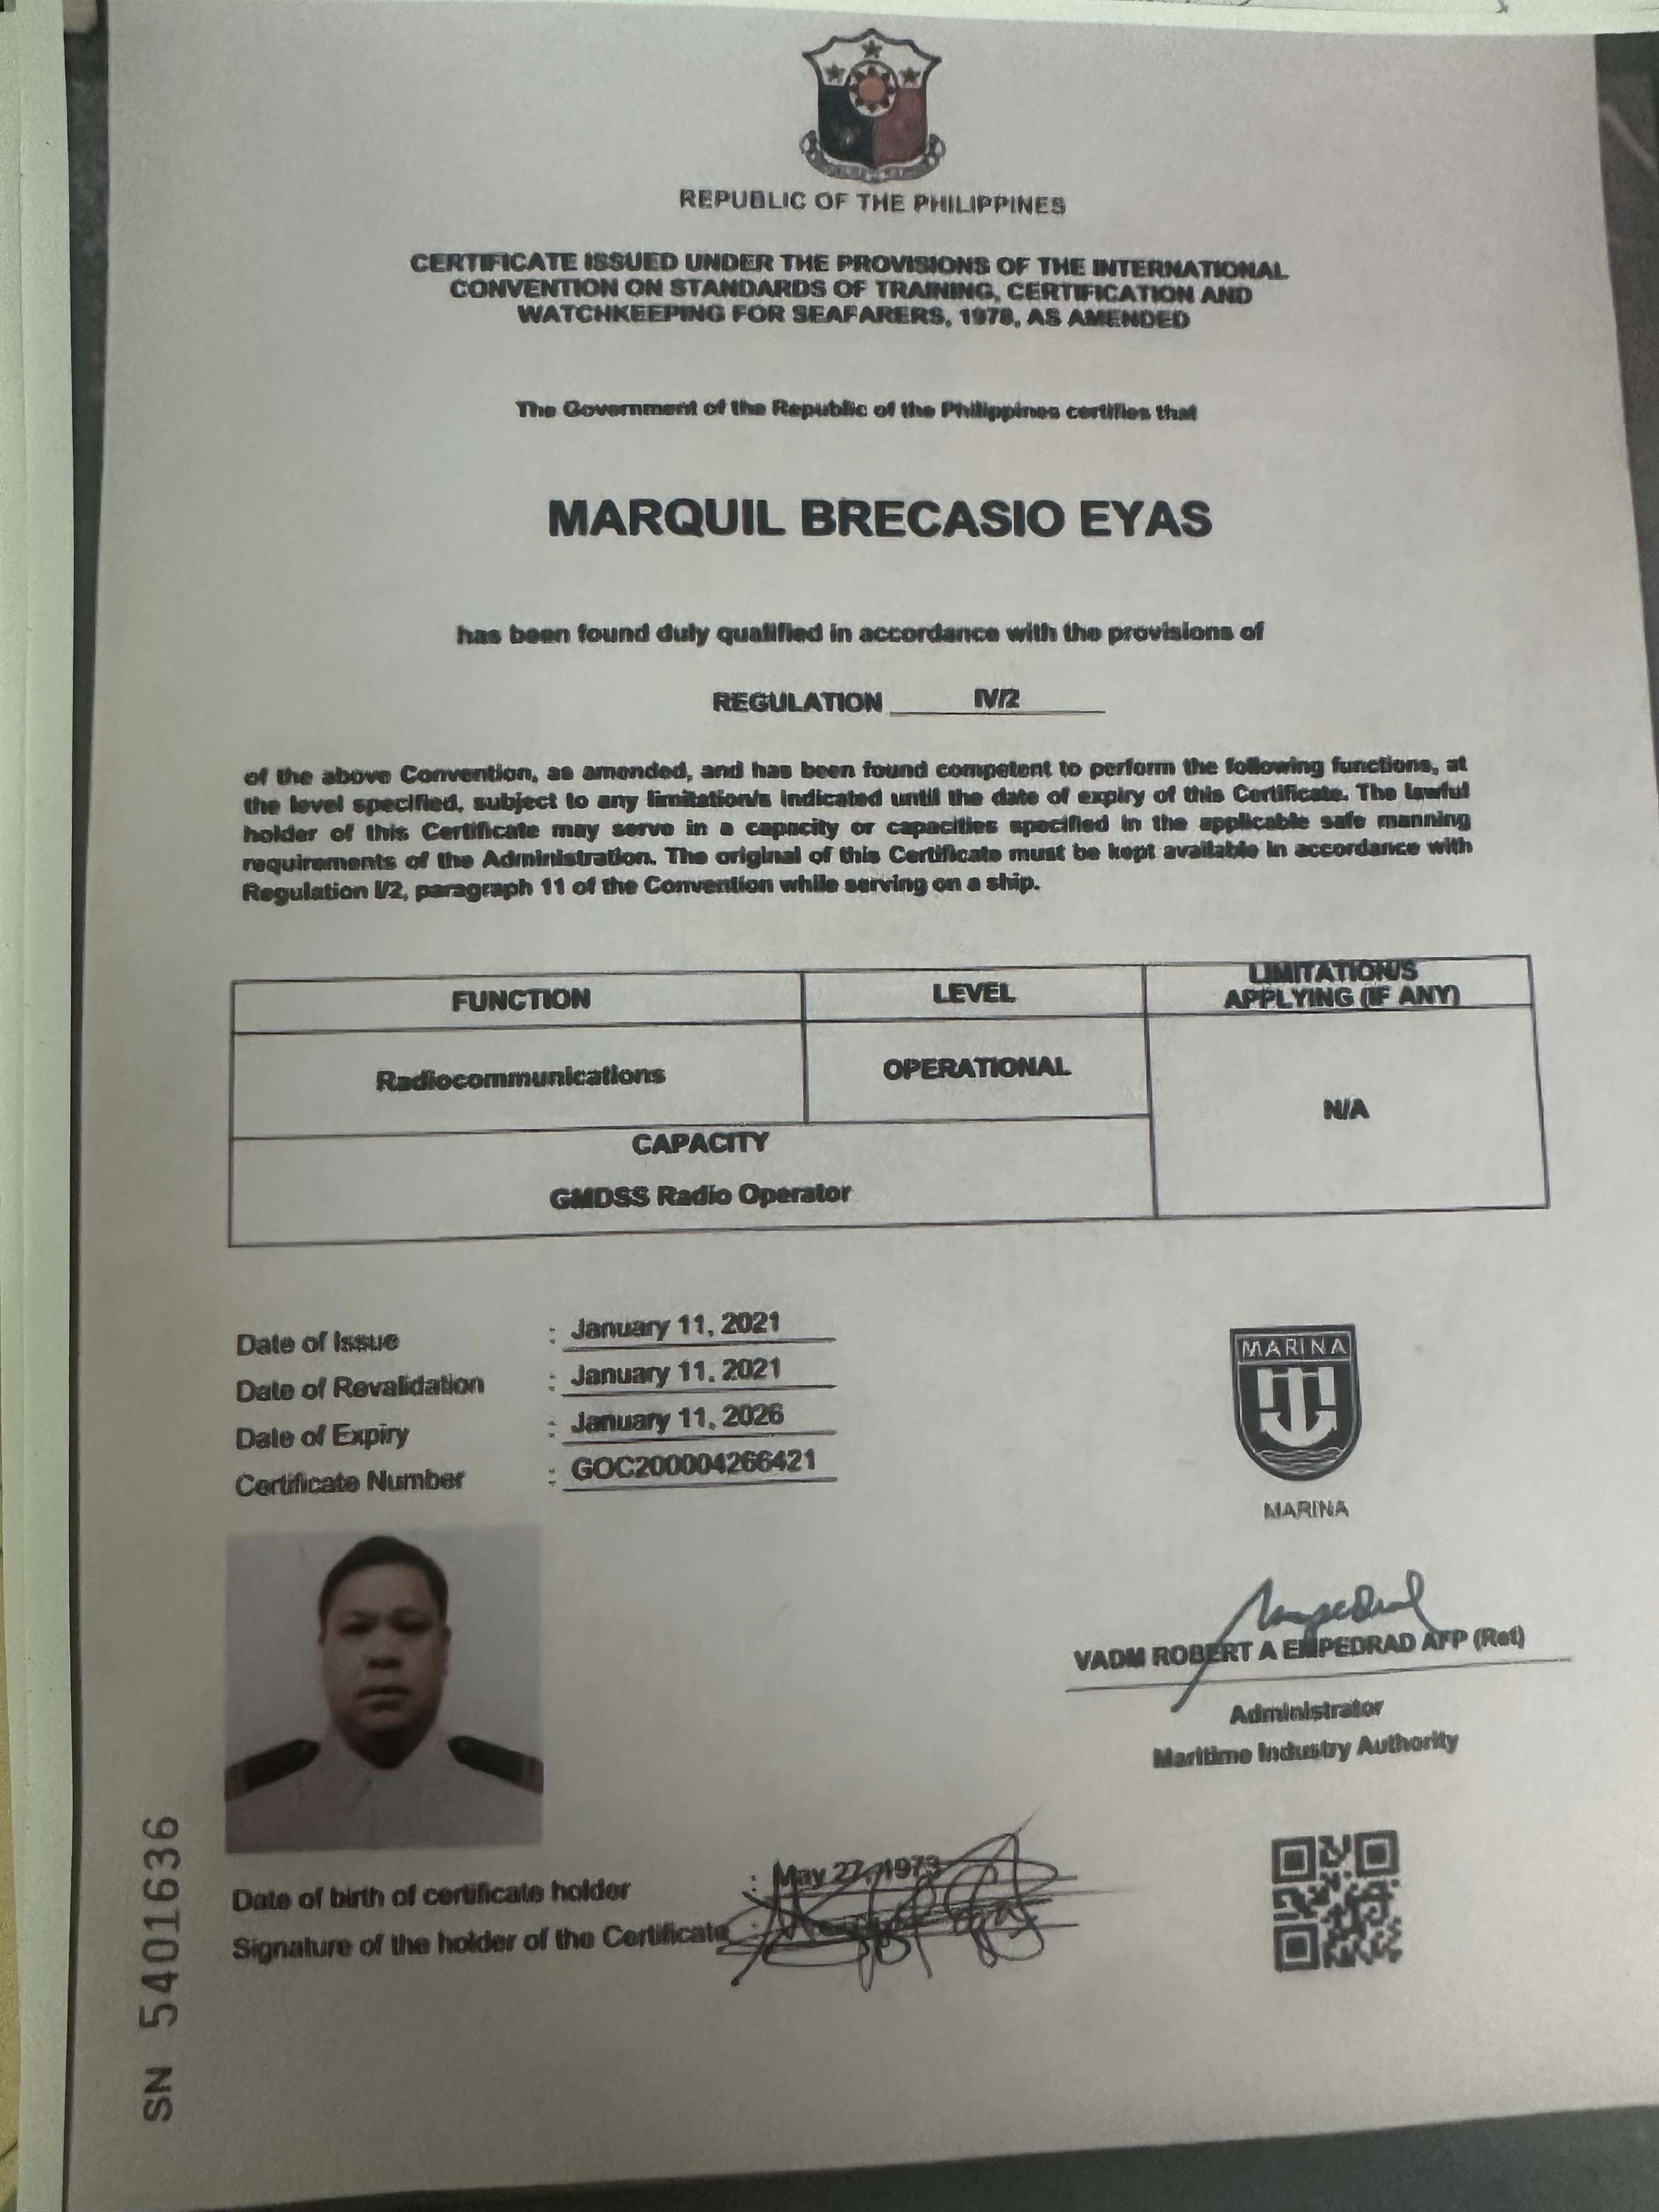 REPUBLIC OF THE PHILIPPINES
CERTIFICATE ISSUED UNDER THE PROVISIONS OF THE INTERNATIONAL
CONVENTION ON STANDARDS OF TRAINING, CERTIFICATION AND
WATCHKEEPING FOR SEAFARERS, 1978, AS AMENDED
The Government of the Republic of the Philippines certifies that
MARQUIL BRECASIO EYAS
has been found duly qualified in accordance with the provisions of
REGULATION IV/2
of the above Convention, as amended, and has been found competent to perform the following functions, at
the level specified, subject to any limitation/s indicated until the date of expiry of this Certificate. The lawful
holder of this Certificate may serve in a capacity or capacities specified in the applicable safe manning
requirements of the Administration. The original of this Certificate must be kept available in accordance with
Regulation I/2, paragraph 11 of the Convention while serving on a ship.
FUNCTION LEVEL LIMITATION/S
APPLYING (IF ANY)
Radiocommunications OPERATIONAL N/A
CAPACITY
GMDSS Radio Operator
Date of Issue : January 11, 2021
Date of Revalidation : January 11, 2021
Date of Expiry : January 11, 2026
Certificate Number : GOC200004266421
MARINA
MARINA
VADM ROBERT A EMPEDRAD AFP (Ret)
Administrator
Maritime Industry Authority
Date of birth of certificate holder : May 27, 1973
Signature of the holder of the Certificate :
SN 5401636